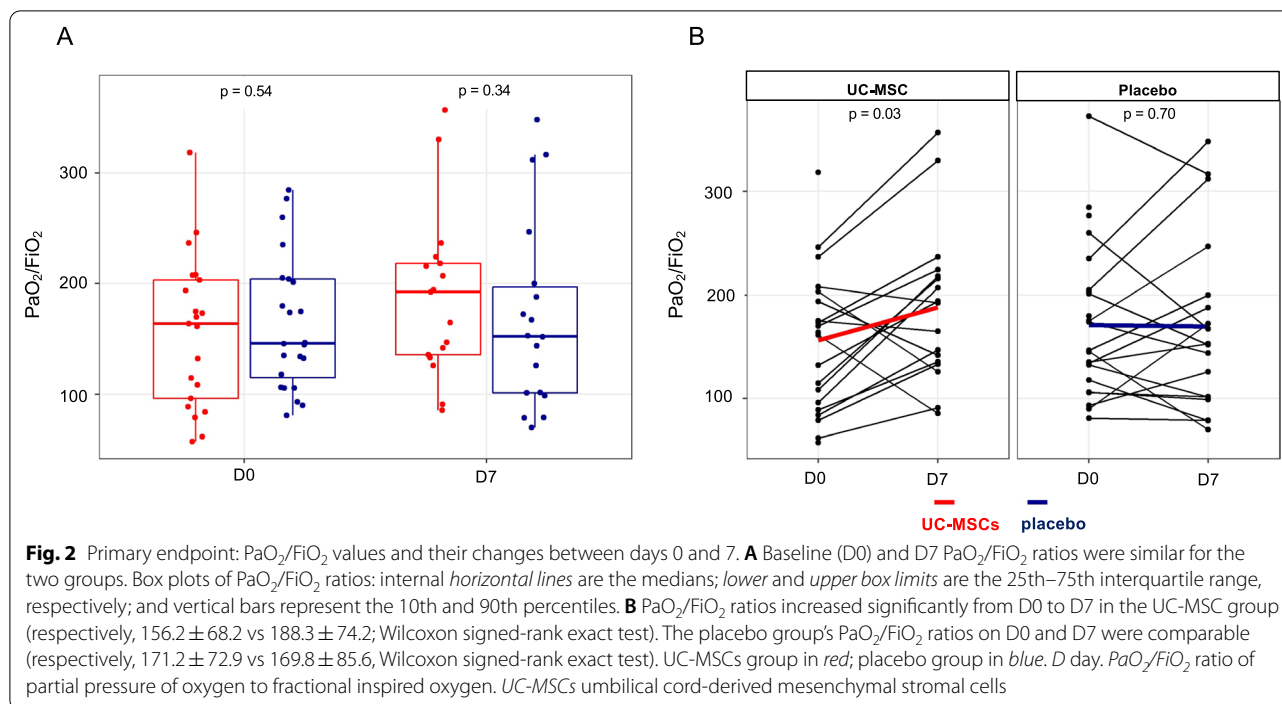 A
B
p = 0.54
p = 0.34
PaO₂/FiO₂
300
200
100
D0
D7
UC-MSC
Placebo
p = 0.03
p = 0.70
PaO₂/FiO₂
300
200
100
D0
D7
D0
D7
UC-MSCs
placebo
Fig. 2 Primary endpoint: PaO₂/FiO₂ values and their changes between days 0 and 7. A Baseline (D0) and D7 PaO₂/FiO₂ ratios were similar for the
two groups. Box plots of PaO₂/FiO₂ ratios: internal horizontal lines are the medians; lower and upper box limits are the 25th–75th interquartile range,
respectively; and vertical bars represent the 10th and 90th percentiles. B PaO₂/FiO₂ ratios increased significantly from D0 to D7 in the UC-MSC group
(respectively, 156.2 ± 68.2 vs 188.3 ± 74.2; Wilcoxon signed-rank exact test). The placebo group's PaO₂/FiO₂ ratios on D0 and D7 were comparable
(respectively, 171.2 ± 72.9 vs 169.8 ± 85.6, Wilcoxon signed-rank exact test). UC-MSCs group in red; placebo group in blue. D day. PaO₂/FiO₂ ratio of
partial pressure of oxygen to fractional inspired oxygen. UC-MSCs umbilical cord-derived mesenchymal stromal cells